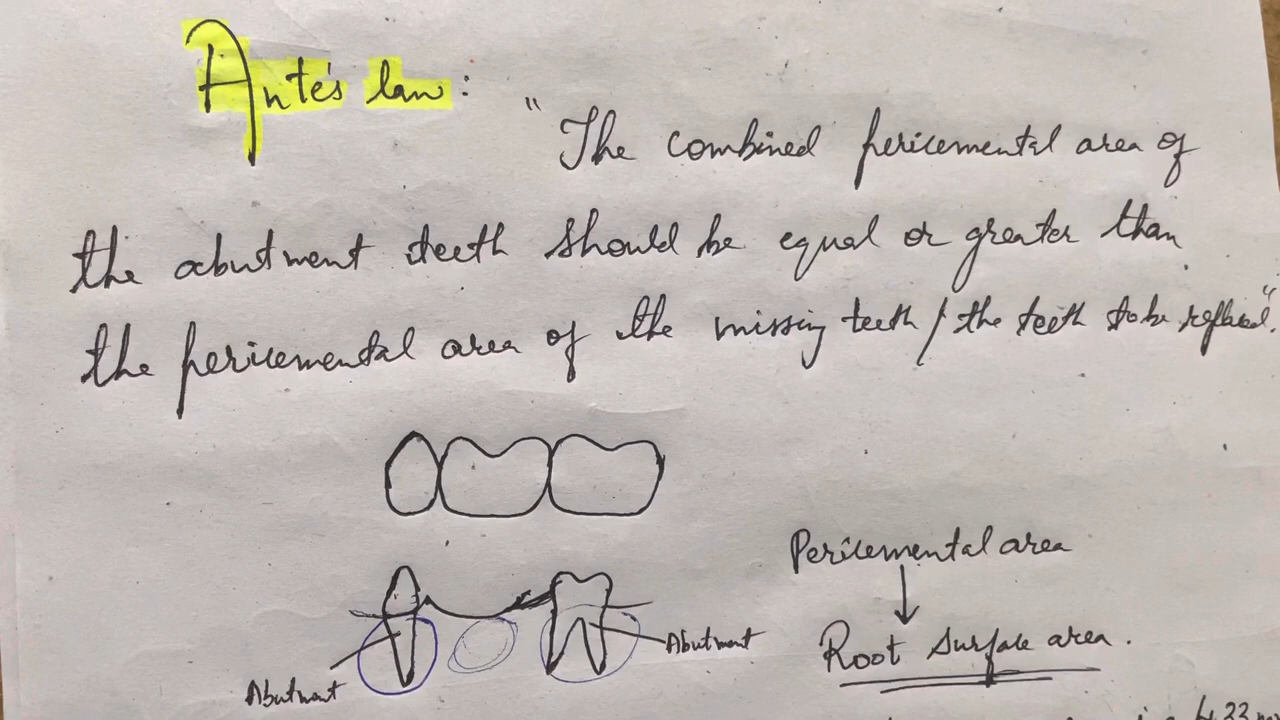 Ante's law:
"The combined pericemental area of
the abutment teeth should be equal or greater than
the pericemental area of the missing teeth / the teeth to be replaced".
Pericemental area
↓
Root surface area.
Abutment
Abutment
433